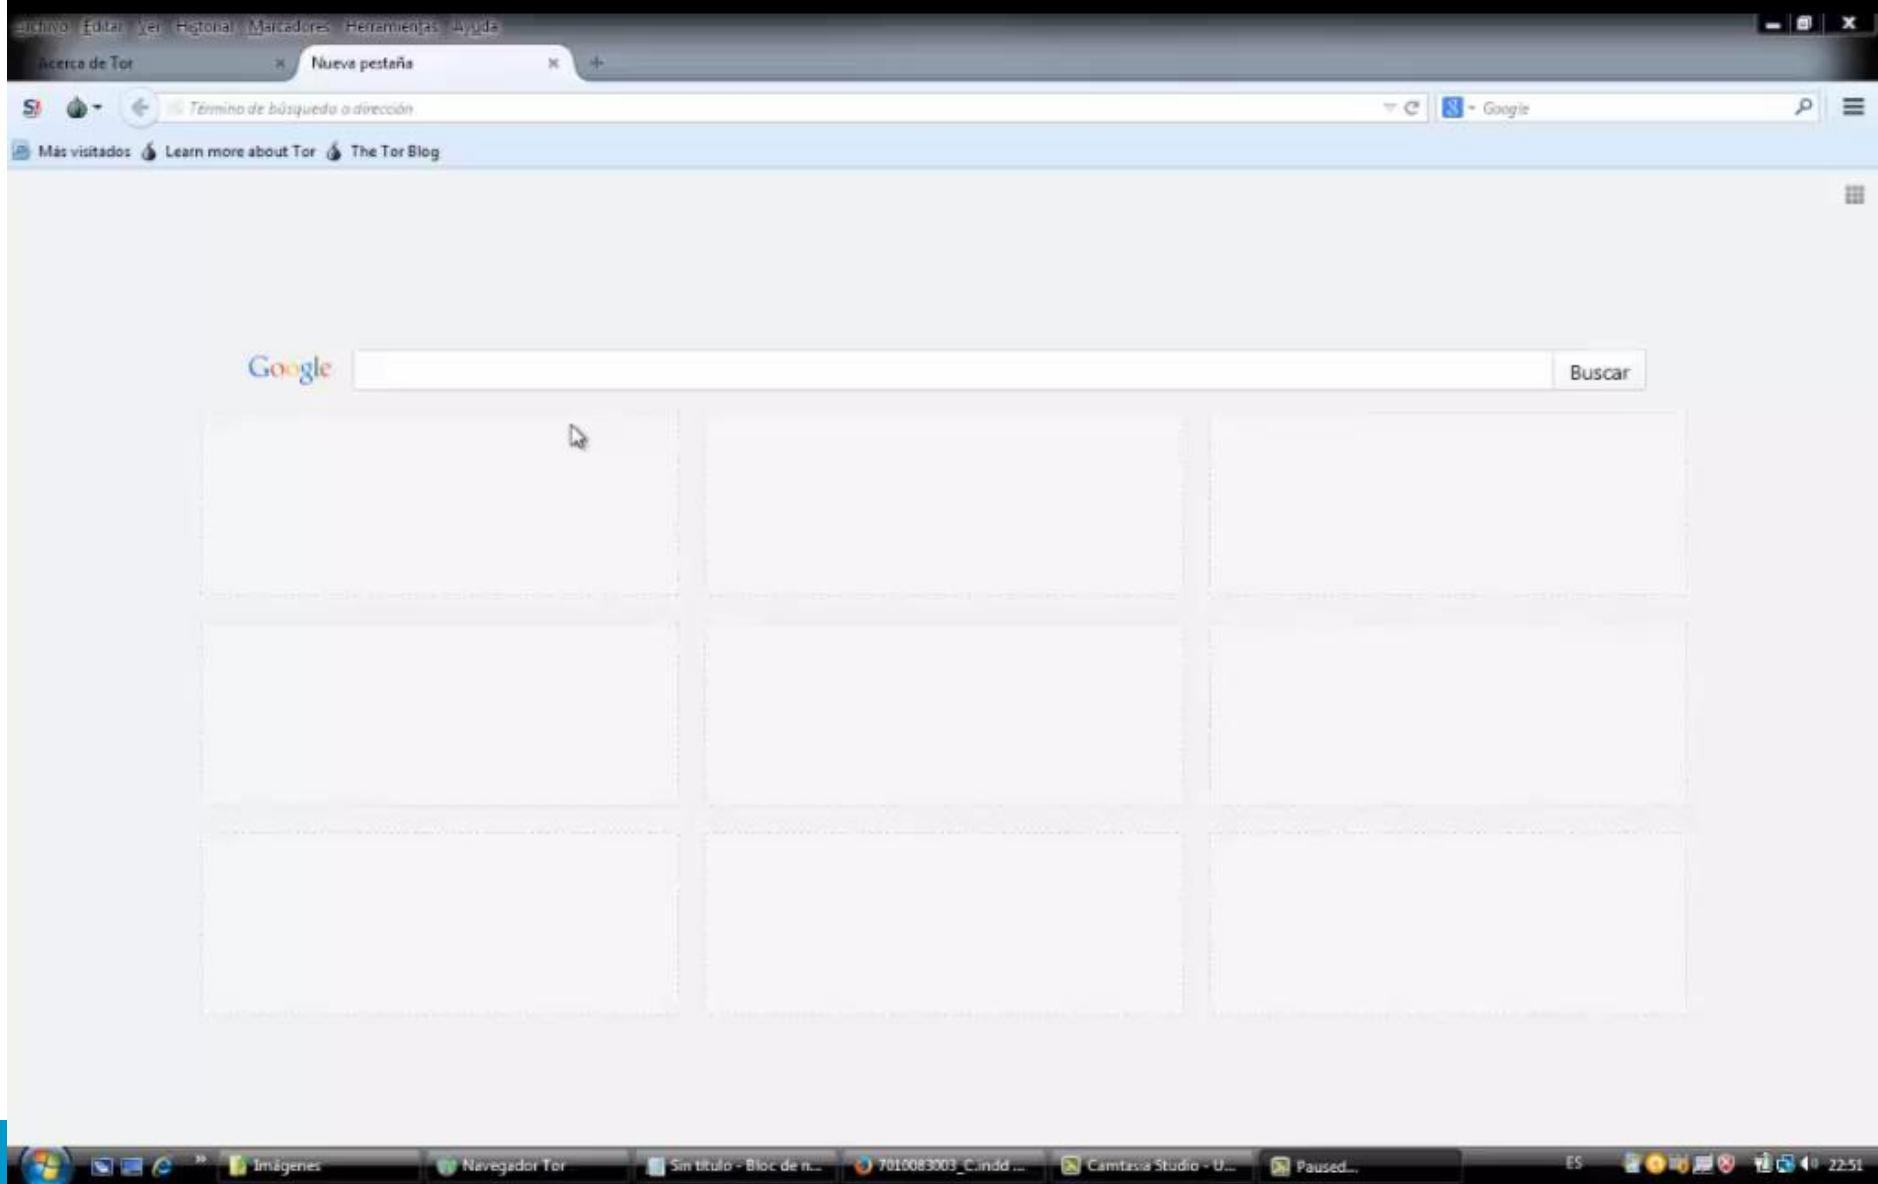 Archivo Editar Ver Historial Marcadores Herramientas Ayuda
Acerca de Tor Nueva pestaña
S! Término de búsqueda o dirección Google
Más visitados Learn more about Tor The Tor Blog
Google Buscar
Imágenes Navegador Tor Sin título - Bloc de n... 7010083003_C.indd ... Camtasia Studio - U... Paused... ES 22:51